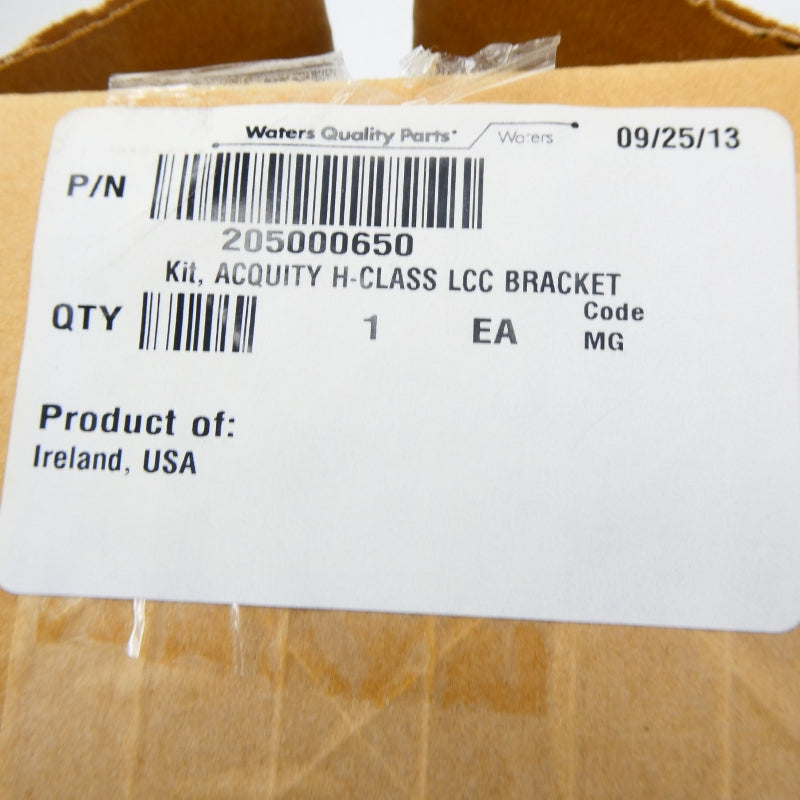 Waters Quality Parts
Waters
09/25/13
P/N
205000650
Kit, ACQUITY H-CLASS LCC BRACKET
QTY 1 EA Code
MG
Product of:
Ireland, USA